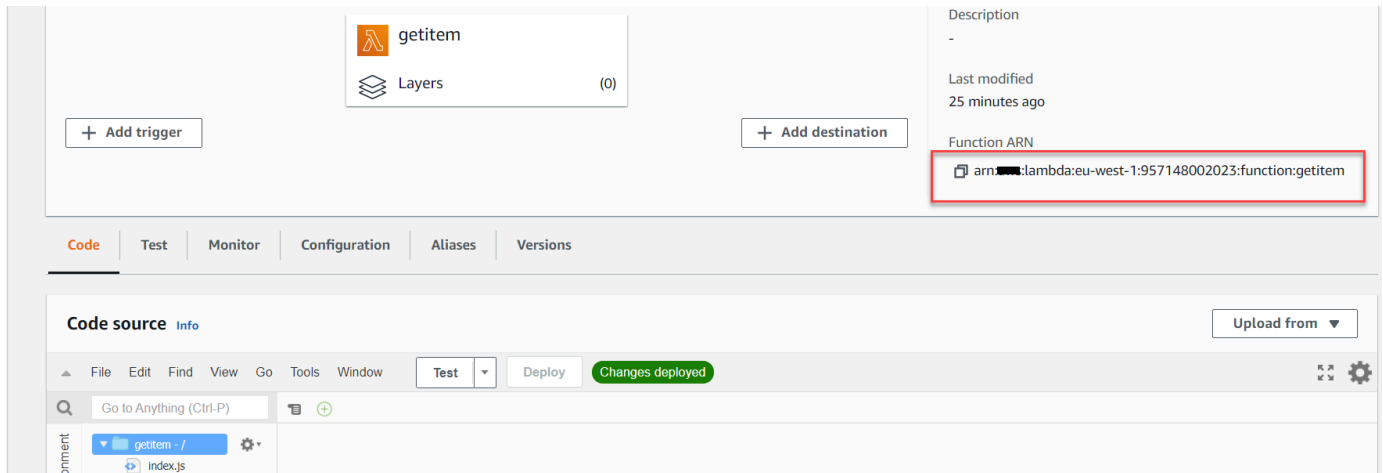 Description
getitem
-
Layers (0)
Last modified
25 minutes ago
+ Add trigger
+ Add destination
Function ARN
arn: :lambda:eu-west-1:957148002023:function:getitem
Code Test Monitor Configuration Aliases Versions
Code source Info
Upload from
File Edit Find View Go Tools Window Test Deploy Changes deployed
Go to Anything (Ctrl-P)
getitem - /
index.js